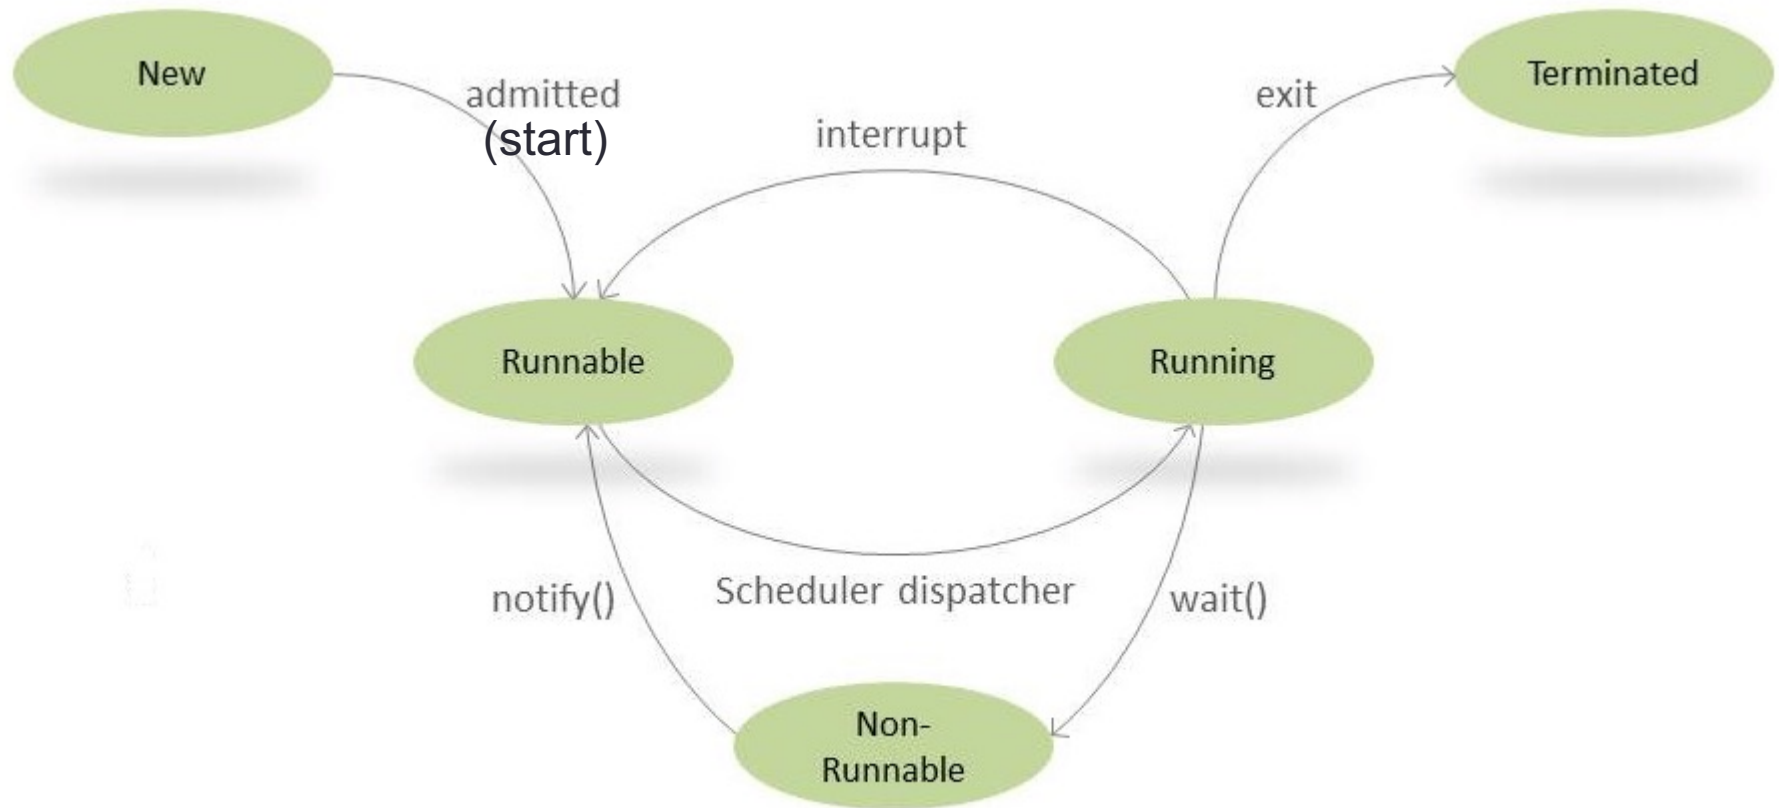 New
admitted
(start)
interrupt
exit
Terminated
Runnable
Running
notify()
Scheduler dispatcher
wait()
Non-
Runnable